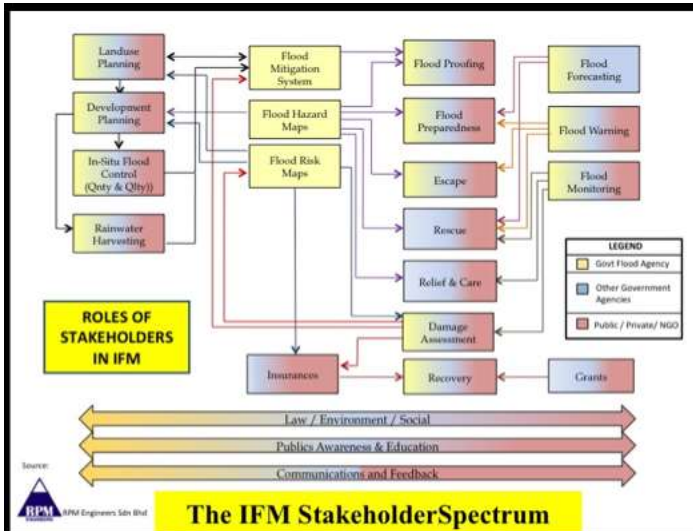 Landuse
Planning
Flood
Mitigation
System
Flood Proofing
Flood
Forecasting
Development
Planning
Flood Hazard
Maps
Flood
Preparedness
Flood Warning
In-Situ Flood
Control
(Qnty & Qlty))
Flood Risk
Maps
Escape
Flood
Monitoring
Rainwater
Harvesting
Rescue
LEGEND
Govt Flood Agency
Other Government
Agencies
Public / Private/ NGO
Relief & Care
ROLES OF
STAKEHOLDERS
IN IFM
Damage
Assessment
Insurances
Recovery
Grants
Law / Environment / Social
Publics Awareness & Education
Communications and Feedback
Source:
RPM
ENGINEERS
RPM Engineers Sdn Bhd
The IFM StakeholderSpectrum